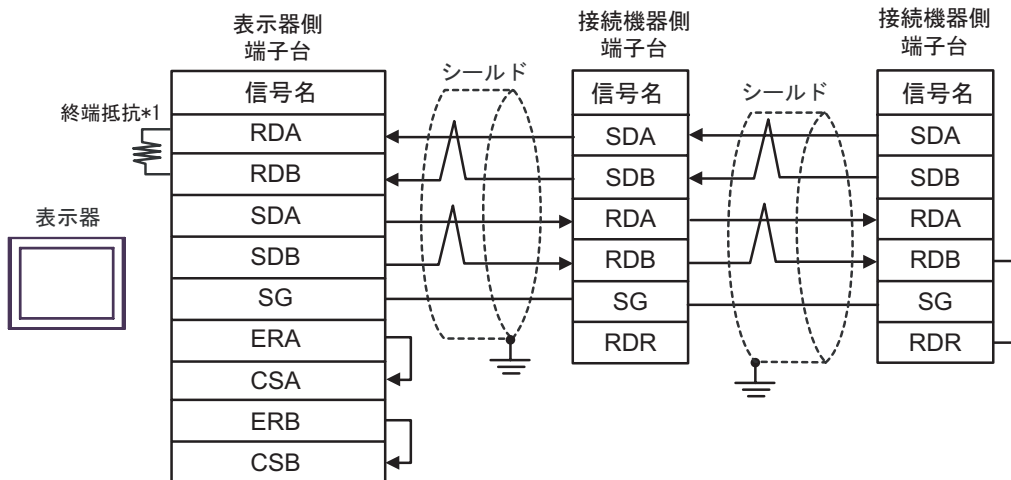 表示器側
端子台
接続機器側
端子台
接続機器側
端子台
シールド
シールド
終端抵抗*1
表示器
信号名
RDA
RDB
SDA
SDB
SG
ERA
CSA
ERB
CSB
信号名
SDA
SDB
RDA
RDB
SG
RDR
信号名
SDA
SDB
RDA
RDB
SG
RDR